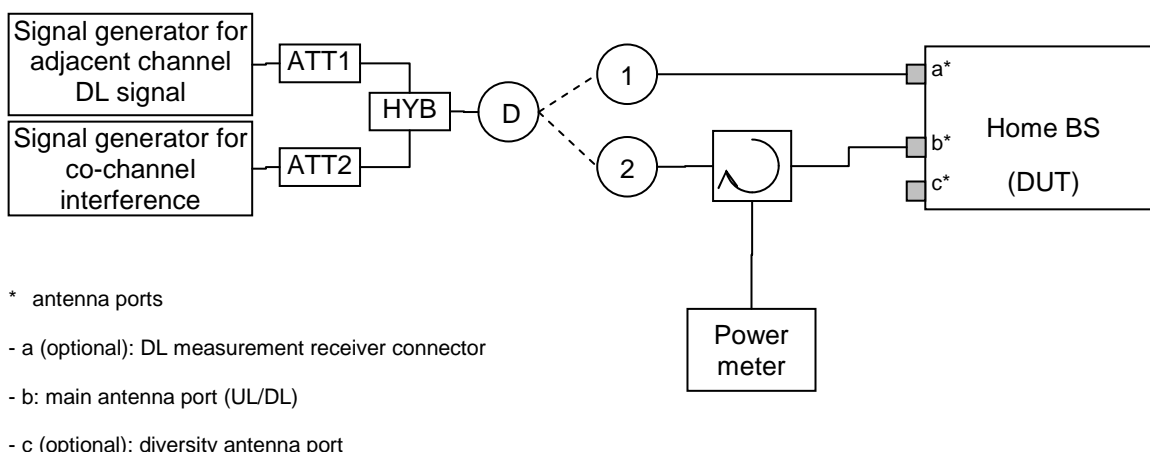 Signal generator for
adjacent channel
DL signal
ATT1
HYB
D
1
2
Signal generator for
co-channel
interference
ATT2
a*
b*
c*
Home BS
(DUT)
Power
meter
* antenna ports
- a (optional): DL measurement receiver connector
- b: main antenna port (UL/DL)
- c (optional): diversity antenna port